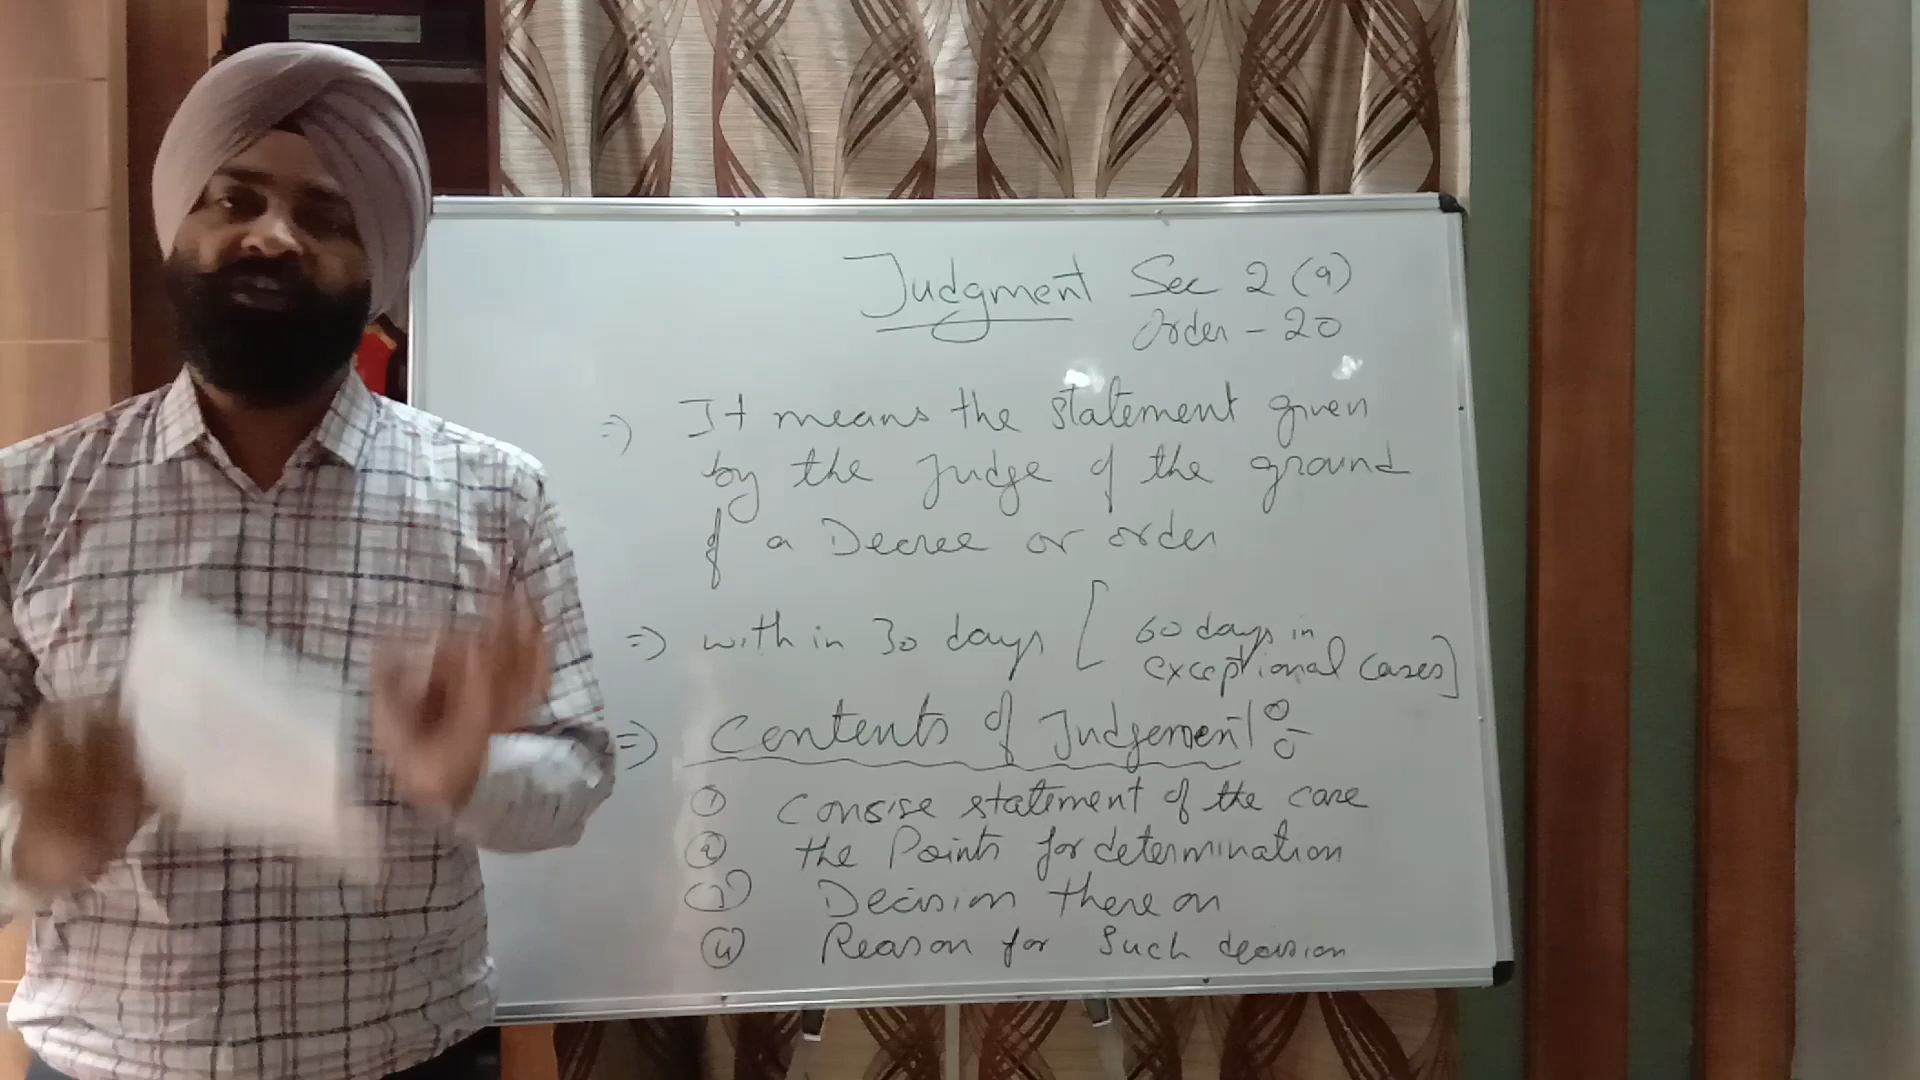 Judgment Sec 2 (9)
Order - 20
=) It means the statement given
by the Judge of the ground
of a Decree or order
=) with in 30 days [ 60 days in
exceptional cases]
=) Contents of Judgement :-
1 Concise statement of the case
2 the Points for determination
3 Decision there on
4 Reason for Such decision